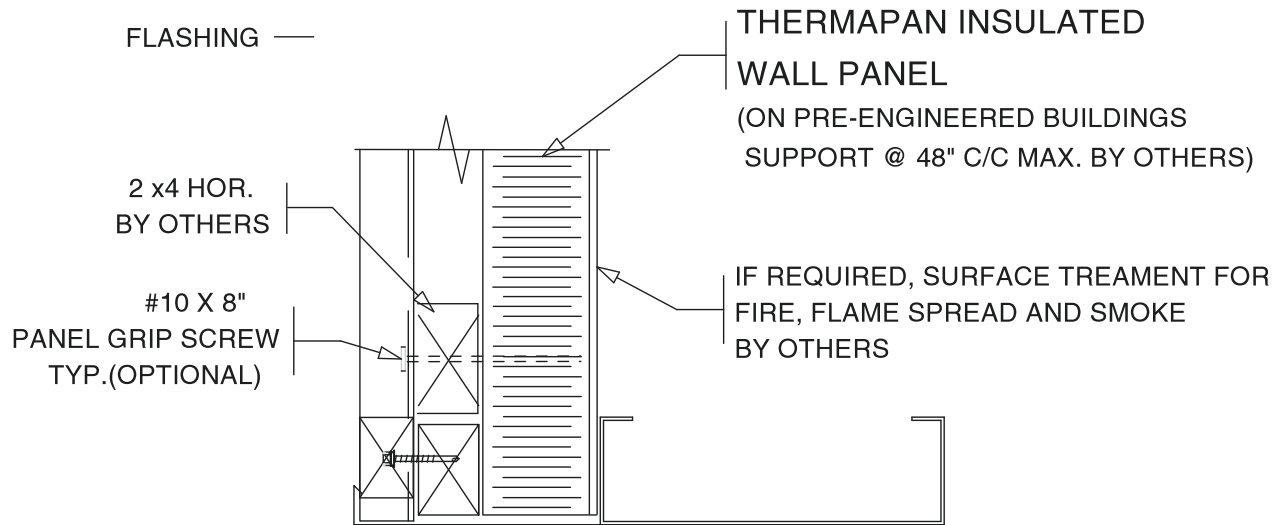 FLASHING
THERMAPAN INSULATED
WALL PANEL
(ON PRE-ENGINEERED BUILDINGS
SUPPORT @ 48" C/C MAX. BY OTHERS)
2 x4 HOR.
BY OTHERS
#10 X 8"
PANEL GRIP SCREW
TYP.(OPTIONAL)
IF REQUIRED, SURFACE TREAMENT FOR
FIRE, FLAME SPREAD AND SMOKE
BY OTHERS